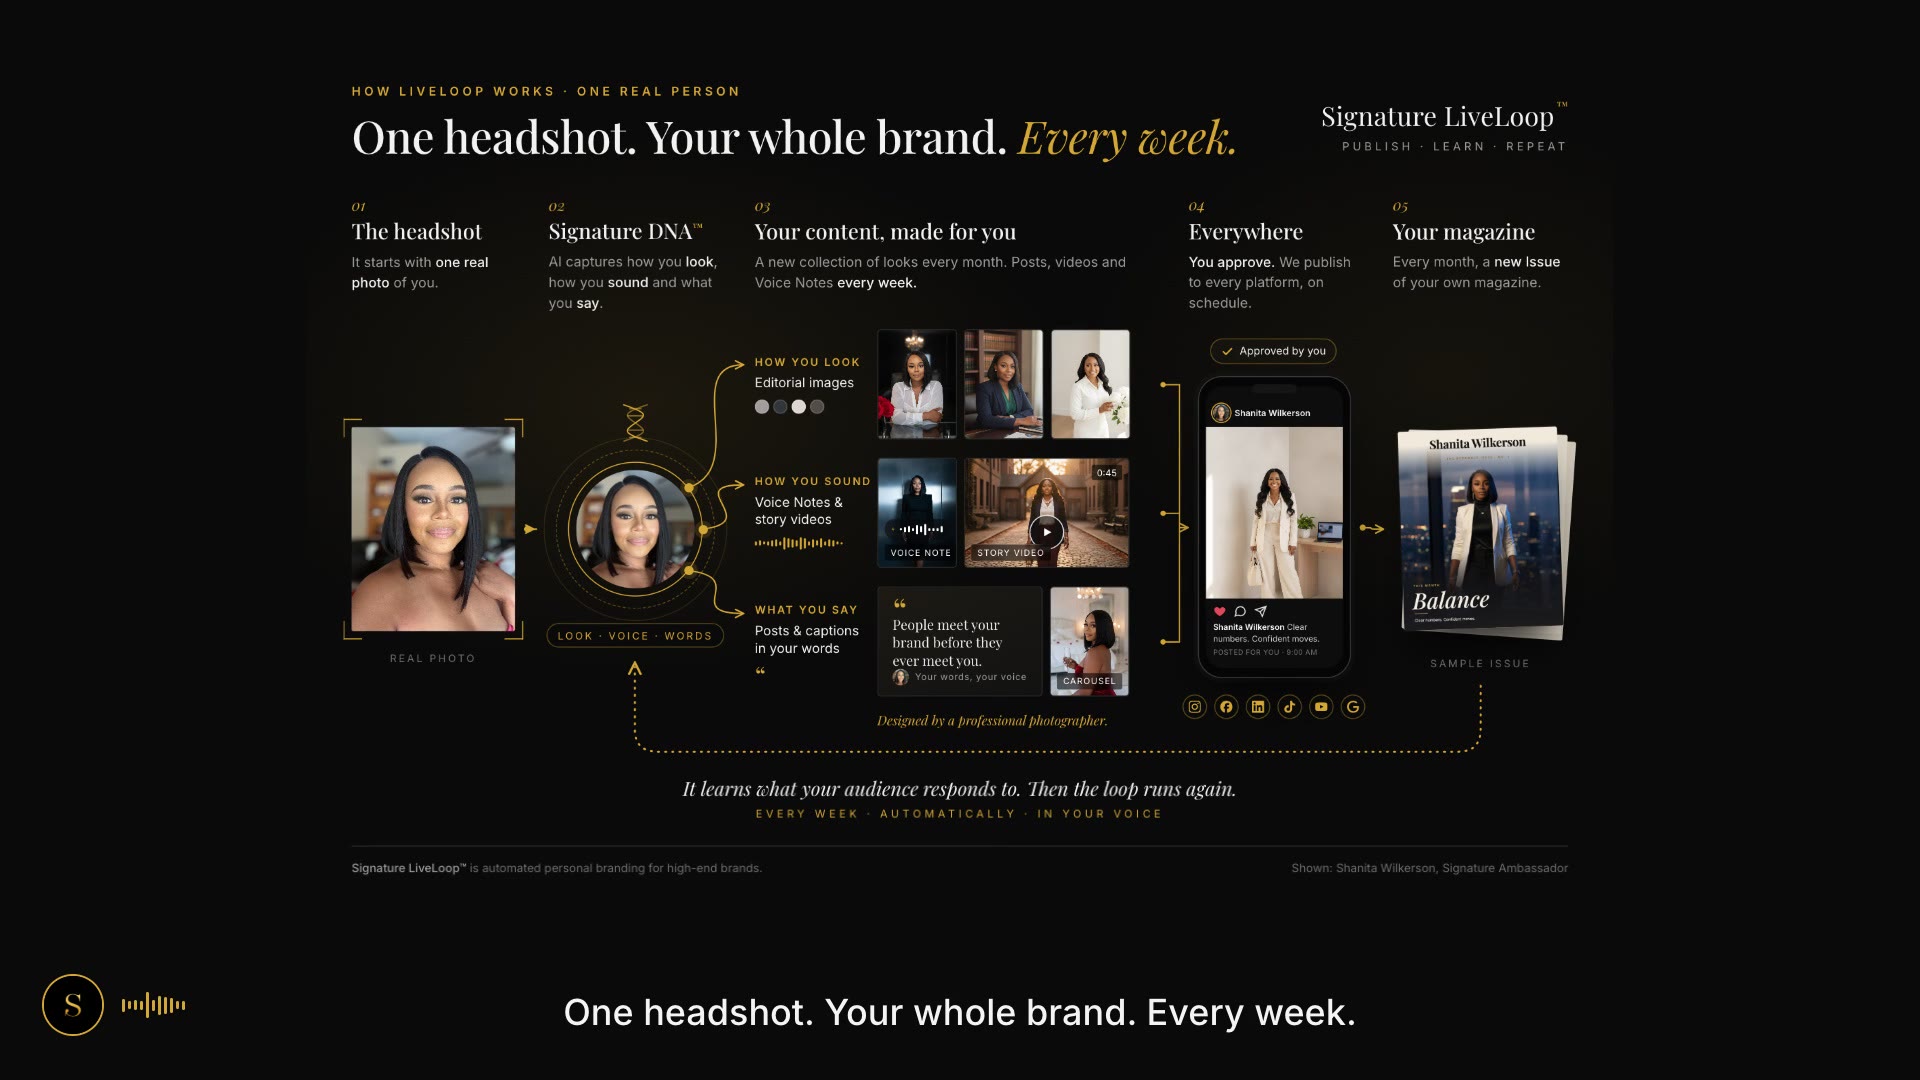 HOW LIVELOOP WORKS · ONE REAL PERSON
One headshot. Your whole brand. Every week.
Signature LiveLoop™
PUBLISH · LEARN · REPEAT
01
The headshot
It starts with one real
photo of you.
02
Signature DNA™
AI captures how you look,
how you sound and what
you say.
03
Your content, made for you
A new collection of looks every month. Posts, videos and
Voice Notes every week.
04
Everywhere
You approve. We publish
to every platform, on
schedule.
05
Your magazine
Every month, a new Issue
of your own magazine.
REAL PHOTO
LOOK · VOICE · WORDS
HOW YOU LOOK
Editorial images
HOW YOU SOUND
Voice Notes &
story videos
VOICE NOTE
0:45
STORY VIDEO
WHAT YOU SAY
Posts & captions
in your words
“
“
People meet your
brand before they
ever meet you.
Your words, your voice
CAROUSEL
Designed by a professional photographer.
Approved by you
Shanita Wilkerson
Shanita Wilkerson Clear
numbers. Confident moves.
POSTED FOR YOU · 9:00 AM
Shanita Wilkerson
THIS MONTH
Balance
Clear numbers. Confident moves.
SAMPLE ISSUE
It learns what your audience responds to. Then the loop runs again.
EVERY WEEK · AUTOMATICALLY · IN YOUR VOICE
Signature LiveLoop™ is automated personal branding for high-end brands.
Shown: Shanita Wilkerson, Signature Ambassador
S
One headshot. Your whole brand. Every week.